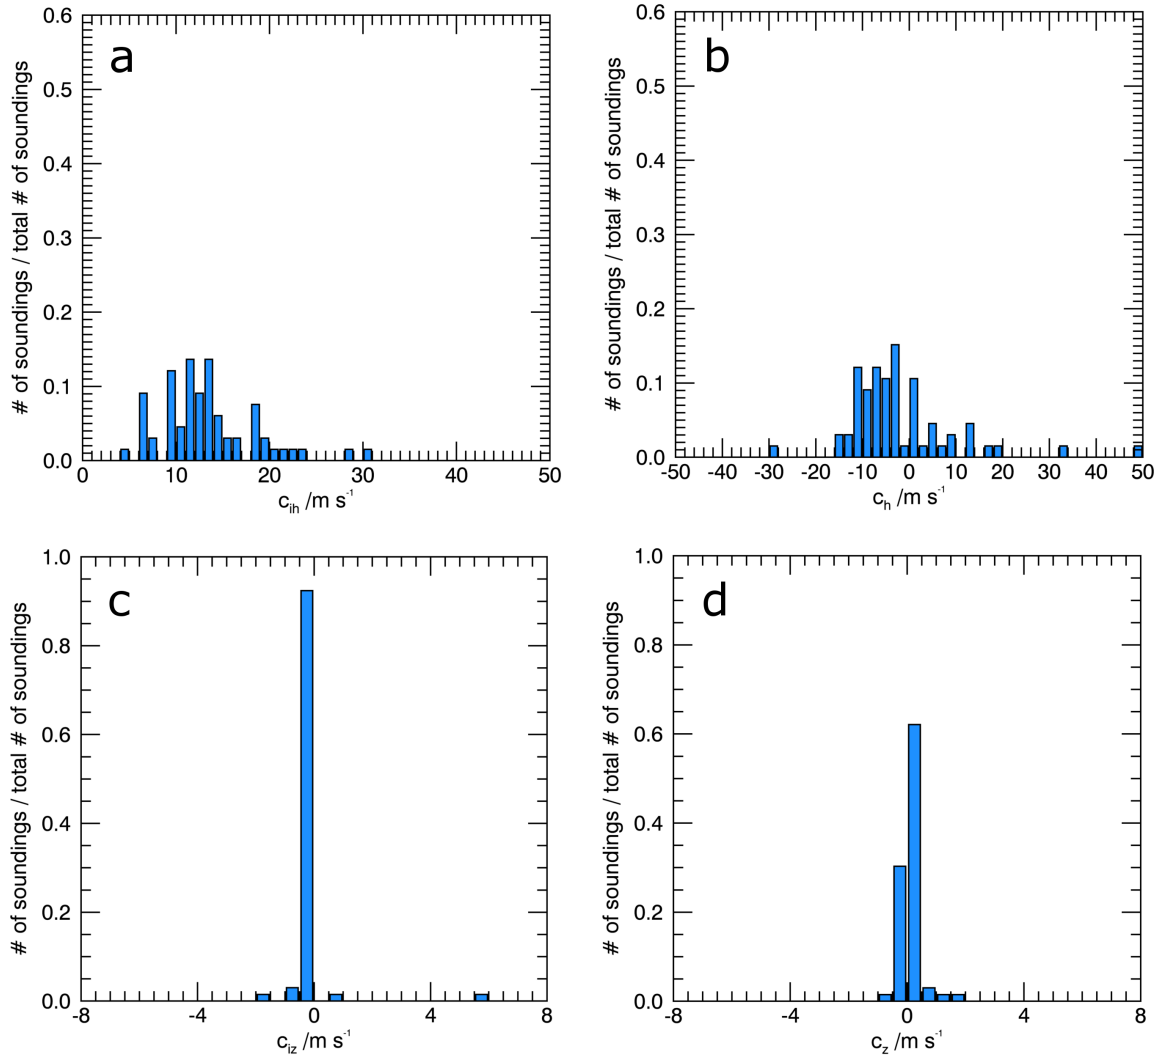 a
# of soundings / total # of soundings
0.6
0.5
0.4
0.3
0.2
0.1
0.0
0 10 20 30 40 50
c_ih /m s⁻¹
b
# of soundings / total # of soundings
0.6
0.5
0.4
0.3
0.2
0.1
0.0
-50 -40 -30 -20 -10 0 10 20 30 40 50
c_h /m s⁻¹
c
# of soundings / total # of soundings
1.0
0.8
0.6
0.4
0.2
0.0
-8 -4 0 4 8
c_iz /m s⁻¹
d
# of soundings / total # of soundings
1.0
0.8
0.6
0.4
0.2
0.0
-8 -4 0 4 8
c_z /m s⁻¹